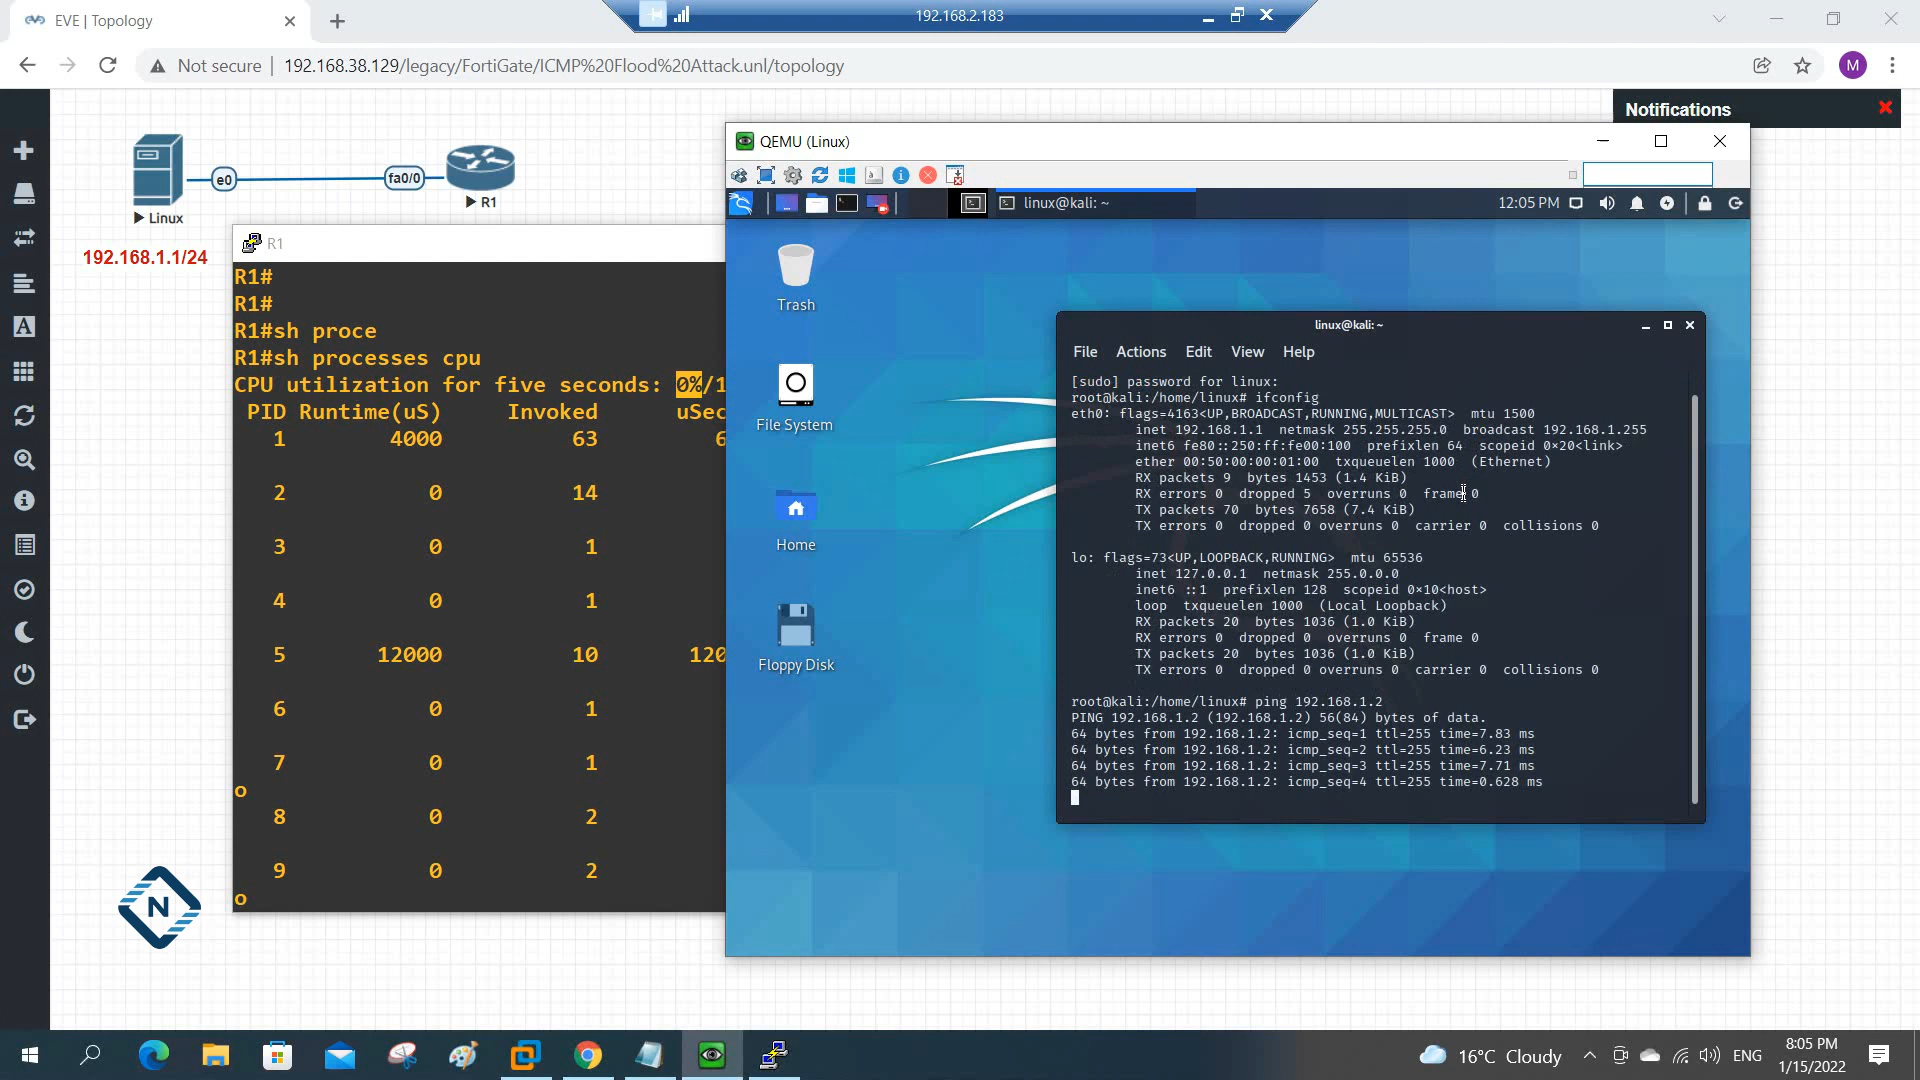 EVE | Topology
192.168.2.183
Not secure
192.168.38.129/legacy/FortiGate/ICMP%20Flood%20Attack.unl/topology
M
Notifications
QEMU (Linux)
linux@kali: ~
12:05 PM
e0
fa0/0
Linux
R1
192.168.1.1/24
R1
R1#
R1#
R1#sh proce
R1#sh processes cpu
CPU utilization for five seconds: 0%/1
PID Runtime(uS) Invoked uSec
1 4000 63 6
2 0 14
3 0 1
4 0 1
5 12000 10 120
6 0 1
7 0 1
o
8 0 2
9 0 2
o
N
Trash
File System
Home
Floppy Disk
linux@kali: ~
File Actions Edit View Help
[sudo] password for linux:
root@kali:/home/linux# ifconfig
eth0: flags=4163<UP,BROADCAST,RUNNING,MULTICAST> mtu 1500
inet 192.168.1.1 netmask 255.255.255.0 broadcast 192.168.1.255
inet6 fe80::250:ff:fe00:100 prefixlen 64 scopeid 0×20<link>
ether 00:50:00:00:01:00 txqueuelen 1000 (Ethernet)
RX packets 9 bytes 1453 (1.4 KiB)
RX errors 0 dropped 5 overruns 0 frame 0
TX packets 70 bytes 7658 (7.4 KiB)
TX errors 0 dropped 0 overruns 0 carrier 0 collisions 0
lo: flags=73<UP,LOOPBACK,RUNNING> mtu 65536
inet 127.0.0.1 netmask 255.0.0.0
inet6 ::1 prefixlen 128 scopeid 0×10<host>
loop txqueuelen 1000 (Local Loopback)
RX packets 20 bytes 1036 (1.0 KiB)
RX errors 0 dropped 0 overruns 0 frame 0
TX packets 20 bytes 1036 (1.0 KiB)
TX errors 0 dropped 0 overruns 0 carrier 0 collisions 0
root@kali:/home/linux# ping 192.168.1.2
PING 192.168.1.2 (192.168.1.2) 56(84) bytes of data.
64 bytes from 192.168.1.2: icmp_seq=1 ttl=255 time=7.83 ms
64 bytes from 192.168.1.2: icmp_seq=2 ttl=255 time=6.23 ms
64 bytes from 192.168.1.2: icmp_seq=3 ttl=255 time=7.71 ms
64 bytes from 192.168.1.2: icmp_seq=4 ttl=255 time=0.628 ms
16°C Cloudy
ENG
8:05 PM
1/15/2022